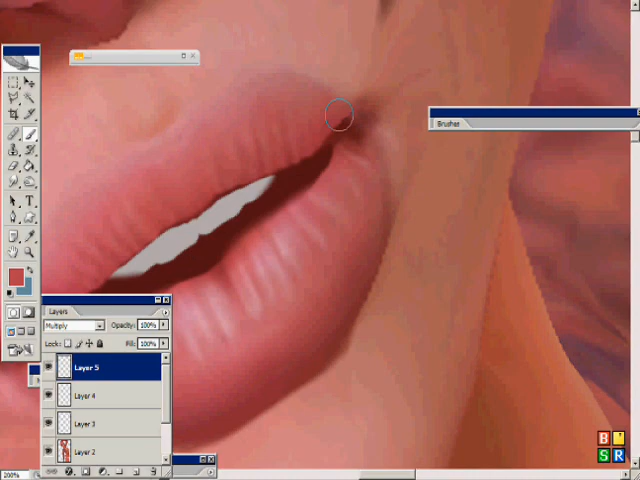 Brushes
Layers
Multiply
Opacity: 100%
Lock:
Fill: 100%
Layer 5
Layer 4
Layer 3
Layer 2
200%
B
S R